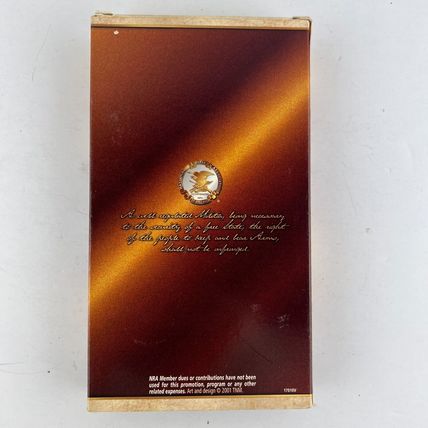 A well regulated Militia, being necessary
to the security of a free State, the right
of the people to keep and bear Arms,
shall not be infringed.
NRA Member dues or contributions have not been
used for this promotion, program or any other
related expenses. Art and design © 2001 TNM.